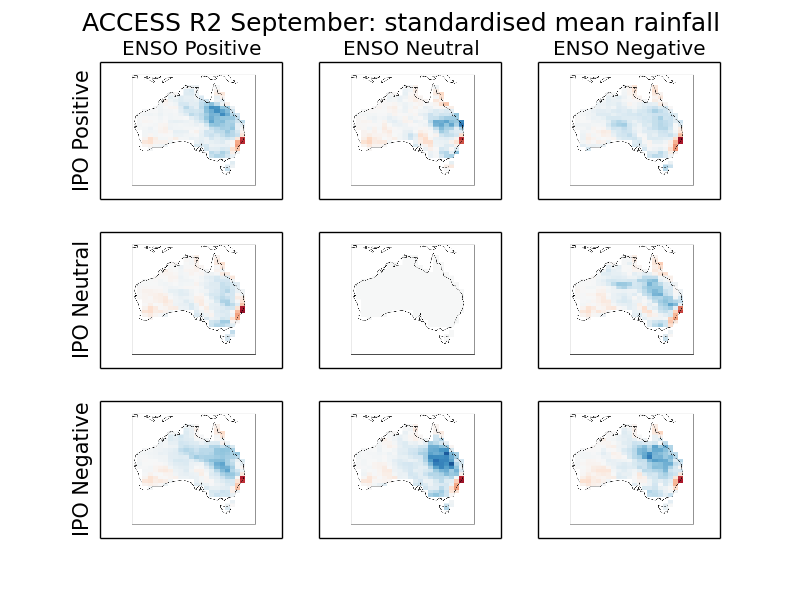 ACCESS R2 September: standardised mean rainfall
ENSO Positive
ENSO Neutral
ENSO Negative
IPO Positive
IPO Neutral
IPO Negative